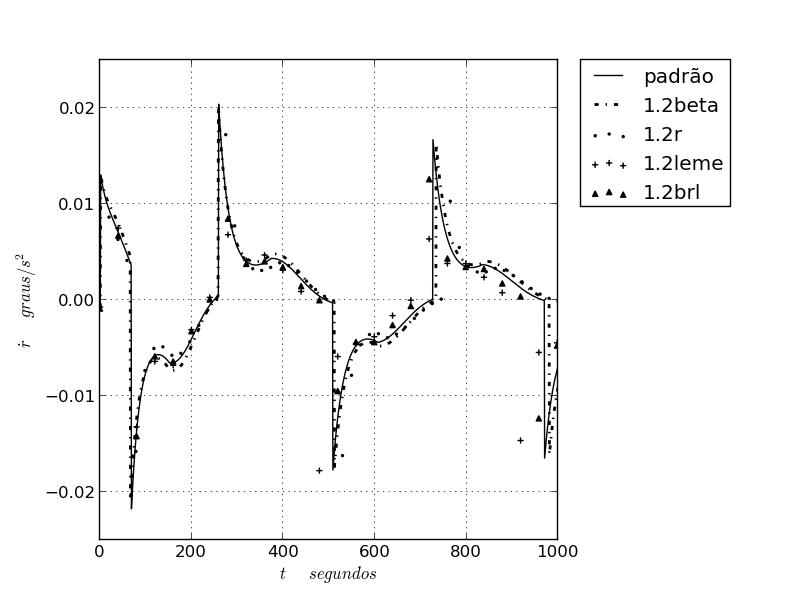 padrão
1.2beta
1.2r
1.2leme
1.2brl
0.02
0.01
0.00
−0.01
−0.02
ṙ graus/s²
0 200 400 600 800 1000
t segundos